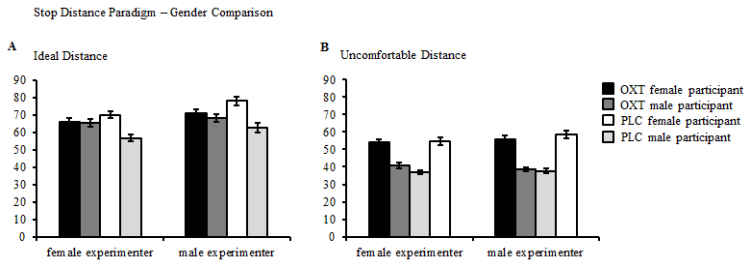 Stop Distance Paradigm – Gender Comparison
A
Ideal Distance
90
80
70
60
50
40
30
20
10
0
female experimenter male experimenter
B
Uncomfortable Distance
90
80
70
60
50
40
30
20
10
0
female experimenter male experimenter
OXT female participant
OXT male participant
PLC female participant
PLC male participant